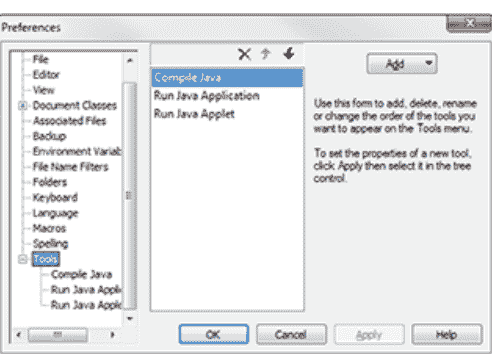 Preferences
File
Editor
View
Document Classes
Associated Files
Backup
Environment Variab
File Name Filters
Folders
Keyboard
Language
Macros
Spelling
Tools
Compile Java
Run Java Appli
Run Java Apple
Compile Java
Run Java Application
Run Java Applet
Add
Use this form to add, delete, rename
or change the order of the tools you
want to appear on the Tools menu.
To set the properties of a new tool,
click Apply then select it in the tree
control.
OK
Cancel
Apply
Help